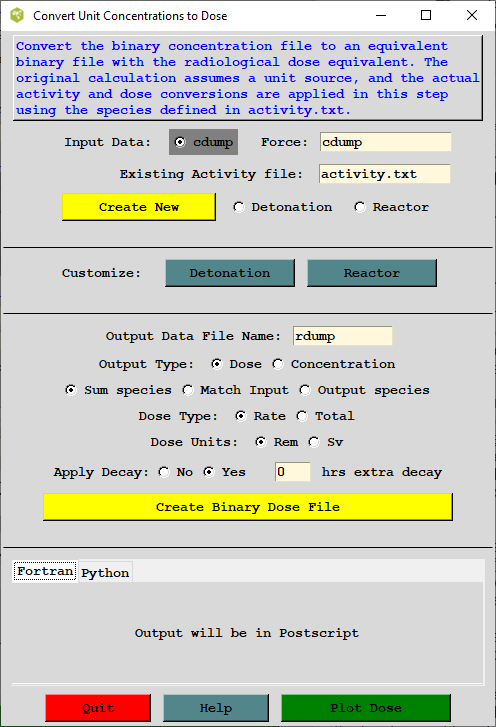 Convert Unit Concentrations to Dose
Convert the binary concentration file to an equivalent
binary file with the radiological dose equivalent. The
original calculation assumes a unit source, and the actual
activity and dose conversions are applied in this step
using the species defined in activity.txt.
Input Data: cdump Force: cdump
Existing Activity file: activity.txt
Create New Detonation Reactor
Customize: Detonation Reactor
Output Data File Name: rdump
Output Type: Dose Concentration
Sum species Match Input Output species
Dose Type: Rate Total
Dose Units: Rem Sv
Apply Decay: No Yes 0 hrs extra decay
Create Binary Dose File
Fortran Python
Output will be in Postscript
Quit Help Plot Dose